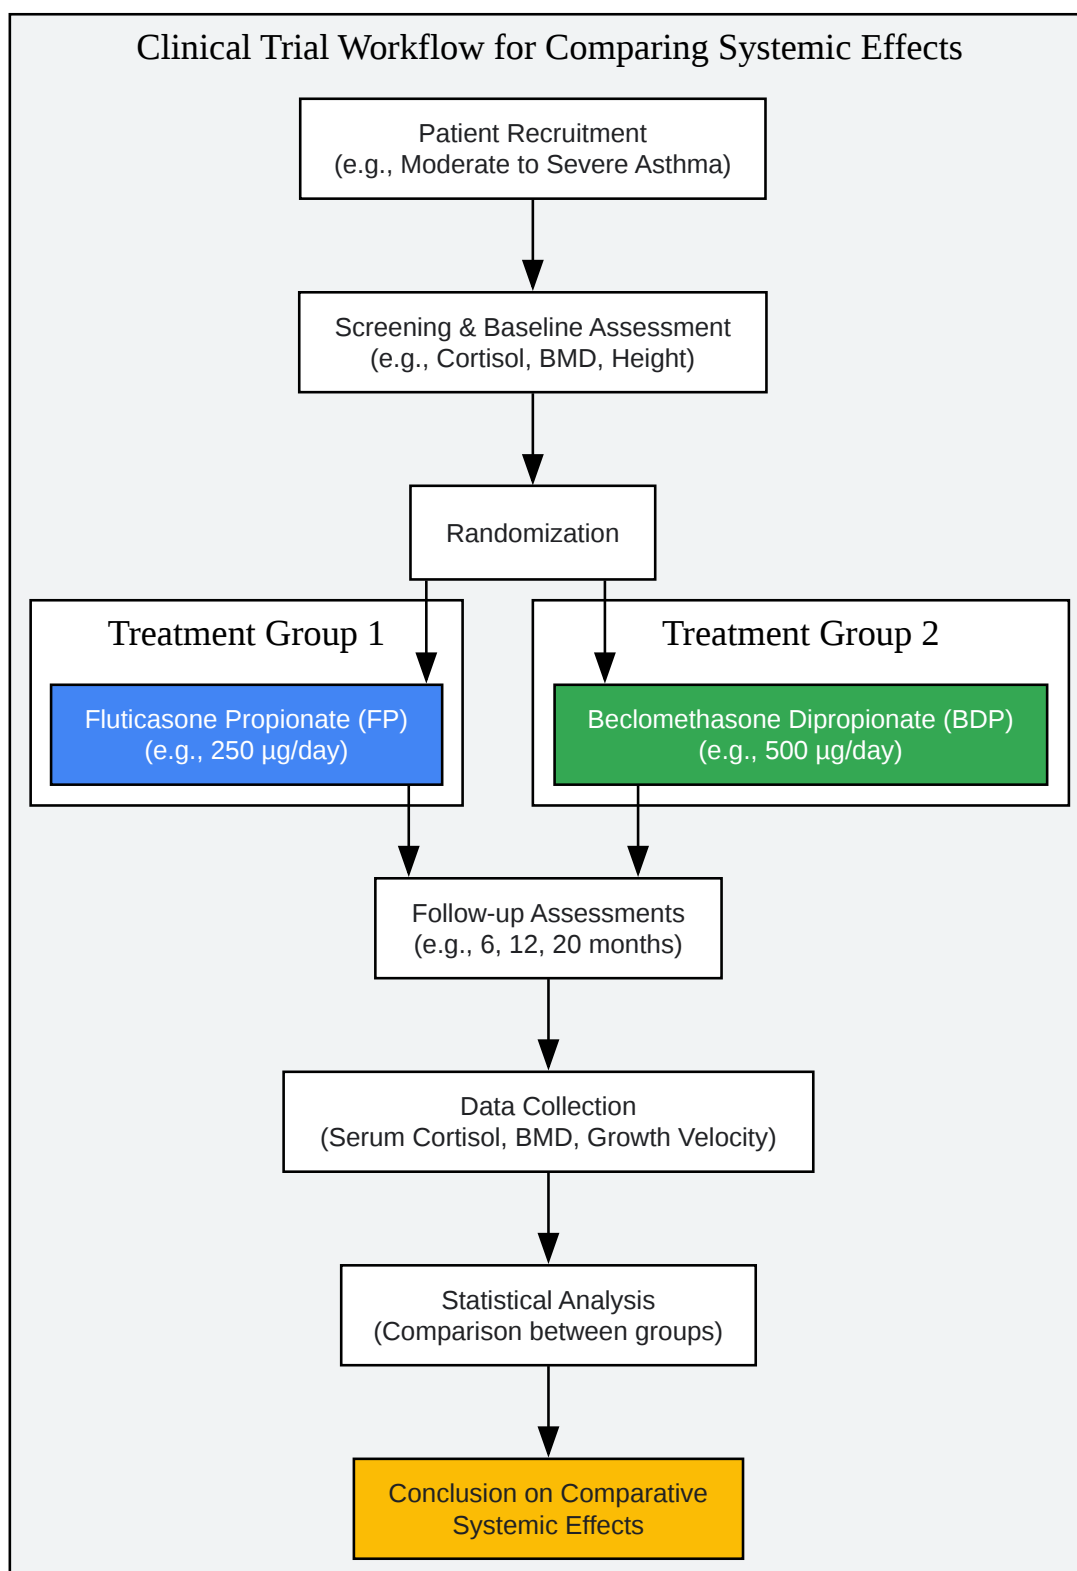 Clinical Trial Workflow for Comparing Systemic Effects
Patient Recruitment
(e.g., Moderate to Severe Asthma)
Screening & Baseline Assessment
(e.g., Cortisol, BMD, Height)
Randomization
Treatment Group 1
Treatment Group 2
Fluticasone Propionate (FP)
(e.g., 250 µg/day)
Beclomethasone Dipropionate (BDP)
(e.g., 500 µg/day)
Follow-up Assessments
(e.g., 6, 12, 20 months)
Data Collection
(Serum Cortisol, BMD, Growth Velocity)
Statistical Analysis
(Comparison between groups)
Conclusion on Comparative
Systemic Effects